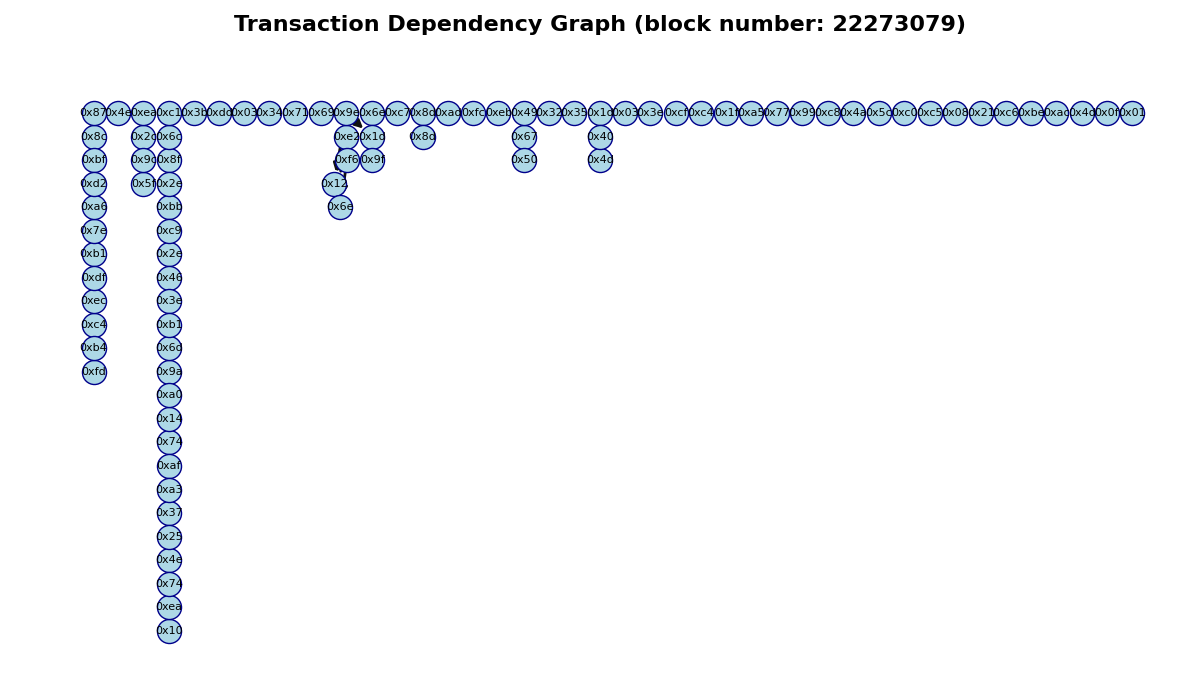 Transaction Dependency Graph (block number: 22273079)
0x87 0x4e 0xea 0xc1 0x3b 0xdd 0x03 0x34 0x71 0x69 0x9e 0x6e 0xc7 0x8d 0xad 0xfc 0xeb 0x49 0x32 0x35 0x1d 0x03 0x3e 0xcf 0xc4 0x1f 0xa5 0x77 0x99 0xc8 0x4a 0x5c 0xc0 0xc5 0x08 0x21 0xc6 0xbe 0xac 0x4d 0x0f 0x01
0x8c 0x2c 0x6c 0xe2 0x1d 0x8d 0x67 0x40
0xbf 0x9c 0x8f 0xf6 0x9f 0x50 0x4d
0xd2 0x5f 0x2e 0x12
0xa6 0xbb 0x6e
0x7e 0xc9
0xb1 0x2e
0xdf 0x46
0xec 0x3e
0xc4 0xb1
0xb4 0x6d
0xfd 0x9a
0xa0
0x14
0x74
0xaf
0xa3
0x37
0x25
0x4e
0x74
0xea
0x10